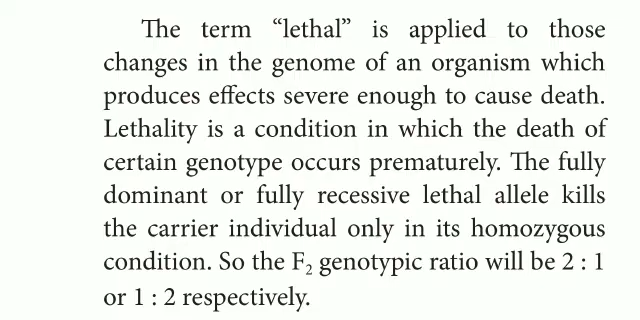 The term “lethal” is applied to those
changes in the genome of an organism which
produces effects severe enough to cause death.
Lethality is a condition in which the death of
certain genotype occurs prematurely. The fully
dominant or fully recessive lethal allele kills
the carrier individual only in its homozygous
condition. So the F₂ genotypic ratio will be 2 : 1
or 1 : 2 respectively.